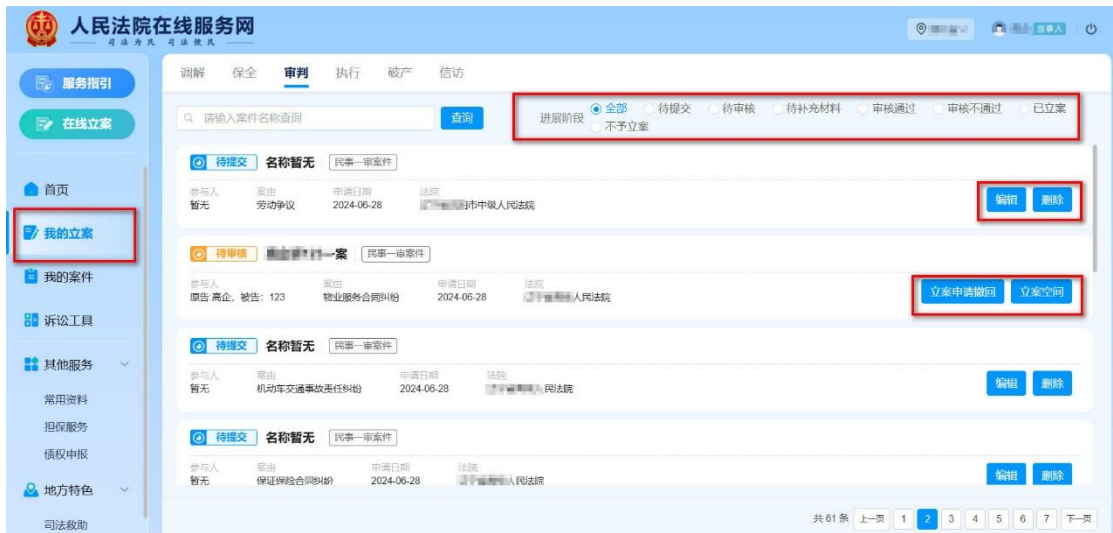 人民法院在线服务网
司法为民 司法便民
当事人
服务指引
在线立案
首页
我的立案
我的案件
诉讼工具
其他服务
常用资料
担保服务
债权申报
地方特色
司法救助
调解 保全 审判 执行 破产 信访
请输入案件名称查询 查询 进展阶段 全部 待提交 待审核 待补充材料 审核通过 审核不通过 已立案
不予立案
待提交 名称暂无 民事一审案件
参与人 案由 申请日期 法院
暂无 劳动争议 2024-06-28 市中级人民法院
编辑 删除
待审核 一案 民事一审案件
参与人 案由 申请日期 法院
原告:高企, 被告: 123 物业服务合同纠纷 2024-06-28 人民法院
立案申请撤回 立案空间
待提交 名称暂无 民事一审案件
参与人 案由 申请日期 法院
暂无 机动车交通事故责任纠纷 2024-06-28 民法院
编辑 删除
待提交 名称暂无 民事一审案件
参与人 案由 申请日期 法院
暂无 保证保险合同纠纷 2024-06-28 人民法院
编辑 删除
共 61 条 上一页 1 2 3 4 5 6 7 下一页